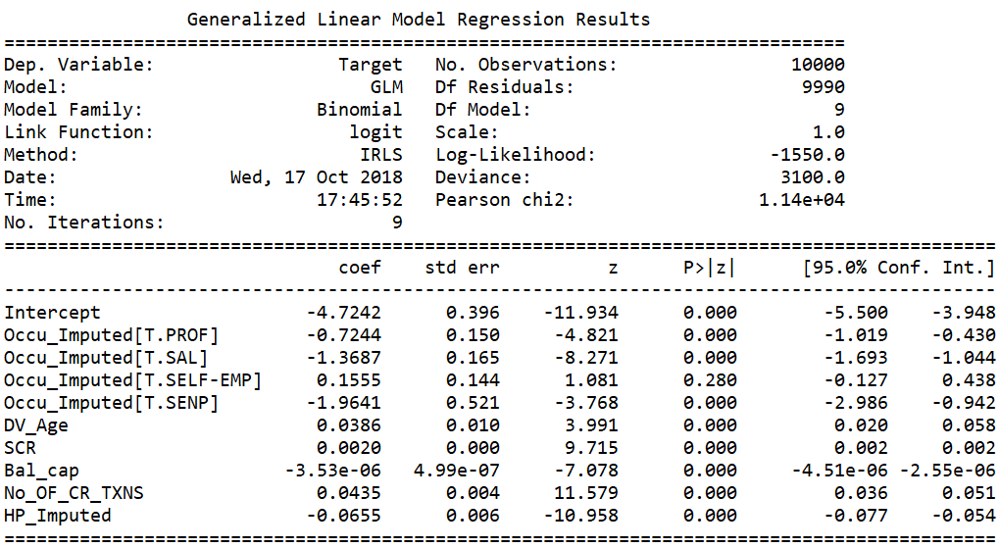 Generalized Linear Model Regression Results
==============================================================================
Dep. Variable: Target No. Observations: 10000
Model: GLM Df Residuals: 9990
Model Family: Binomial Df Model: 9
Link Function: logit Scale: 1.0
Method: IRLS Log-Likelihood: -1550.0
Date: Wed, 17 Oct 2018 Deviance: 3100.0
Time: 17:45:52 Pearson chi2: 1.14e+04
No. Iterations: 9
============================================================================================
coef std err z P>|z| [95.0% Conf. Int.]
--------------------------------------------------------------------------------------------
Intercept -4.7242 0.396 -11.934 0.000 -5.500 -3.948
Occu_Imputed[T.PROF] -0.7244 0.150 -4.821 0.000 -1.019 -0.430
Occu_Imputed[T.SAL] -1.3687 0.165 -8.271 0.000 -1.693 -1.044
Occu_Imputed[T.SELF-EMP] 0.1555 0.144 1.081 0.280 -0.127 0.438
Occu_Imputed[T.SENP] -1.9641 0.521 -3.768 0.000 -2.986 -0.942
DV_Age 0.0386 0.010 3.991 0.000 0.020 0.058
SCR 0.0020 0.000 9.715 0.000 0.002 0.002
Bal_cap -3.53e-06 4.99e-07 -7.078 0.000 -4.51e-06 -2.55e-06
No_OF_CR_TXNS 0.0435 0.004 11.579 0.000 0.036 0.051
HP_Imputed -0.0655 0.006 -10.958 0.000 -0.077 -0.054
============================================================================================